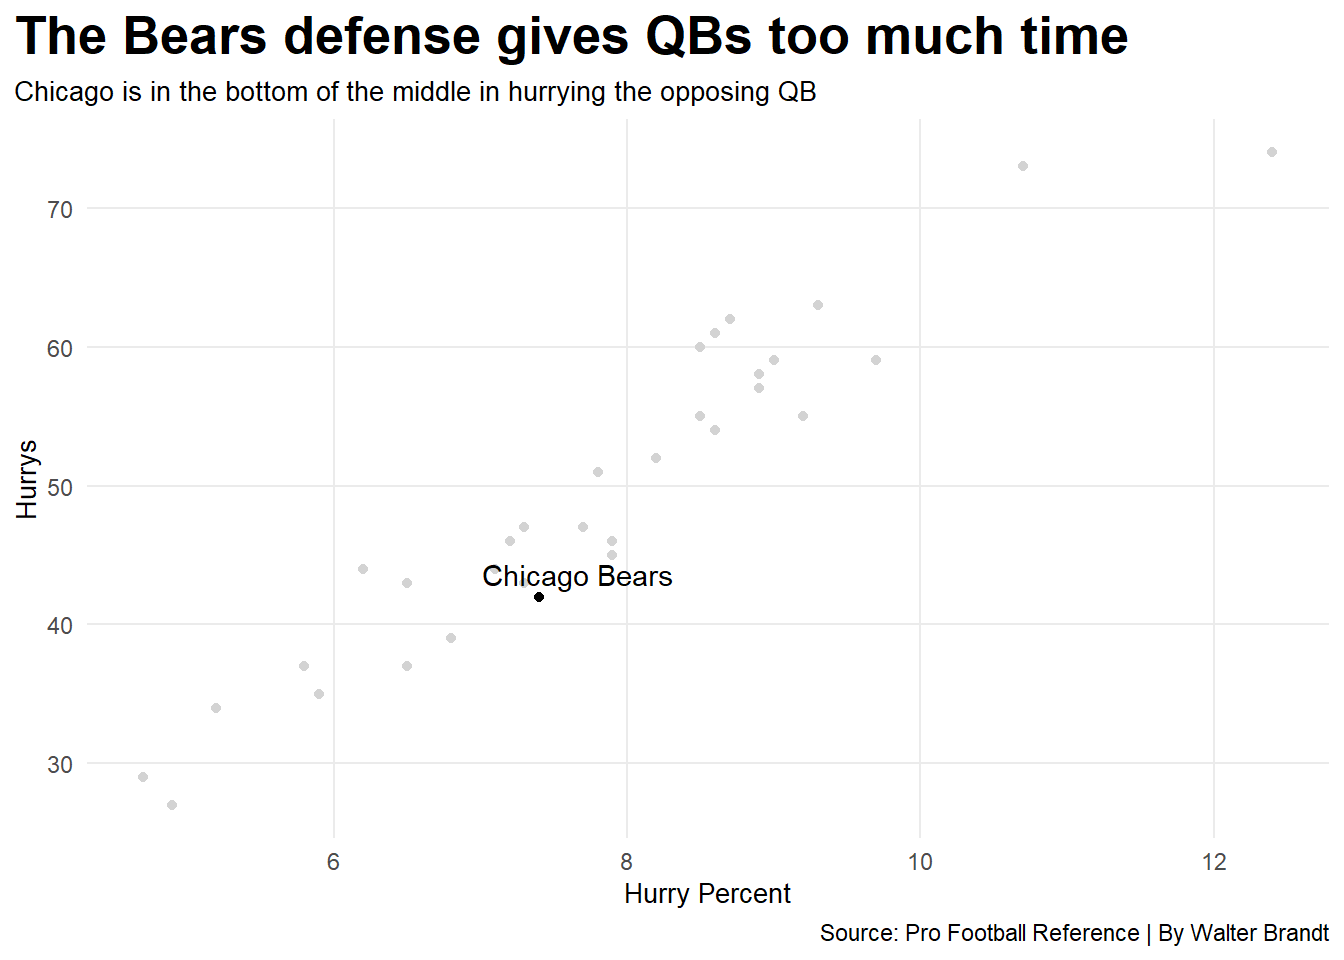 The Bears defense gives QBs too much time
Chicago is in the bottom of the middle in hurrying the opposing QB
70
60
50
40
30
Hurrys
Chicago Bears
6 8 10 12
Hurry Percent
Source: Pro Football Reference | By Walter Brandt